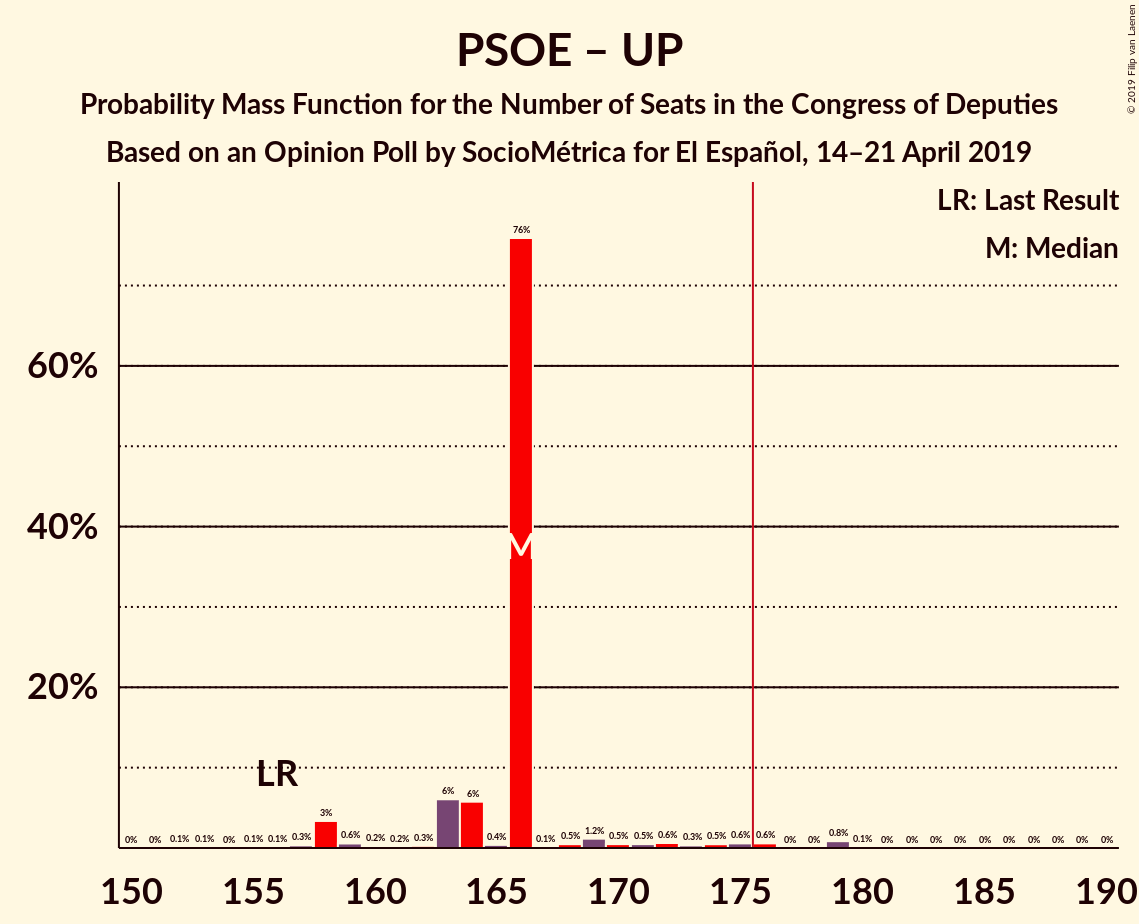 PSOE – UP
Probability Mass Function for the Number of Seats in the Congress of Deputies
Based on an Opinion Poll by SocioMétrica for El Español, 14–21 April 2019
© 2019 Filip van Laenen
LR: Last Result
M: Median
76%
60%
40%
M
20%
LR
0% 0% 0.1% 0.1% 0% 0.1% 0.1% 0.3% 3% 0.6% 0.2% 0.2% 0.3% 6% 6% 0.4% 0.1% 0.5% 1.2% 0.5% 0.5% 0.6% 0.3% 0.5% 0.6% 0.6% 0% 0% 0.8% 0.1% 0% 0% 0% 0% 0% 0% 0% 0% 0% 0%
150 155 160 165 170 175 180 185 190